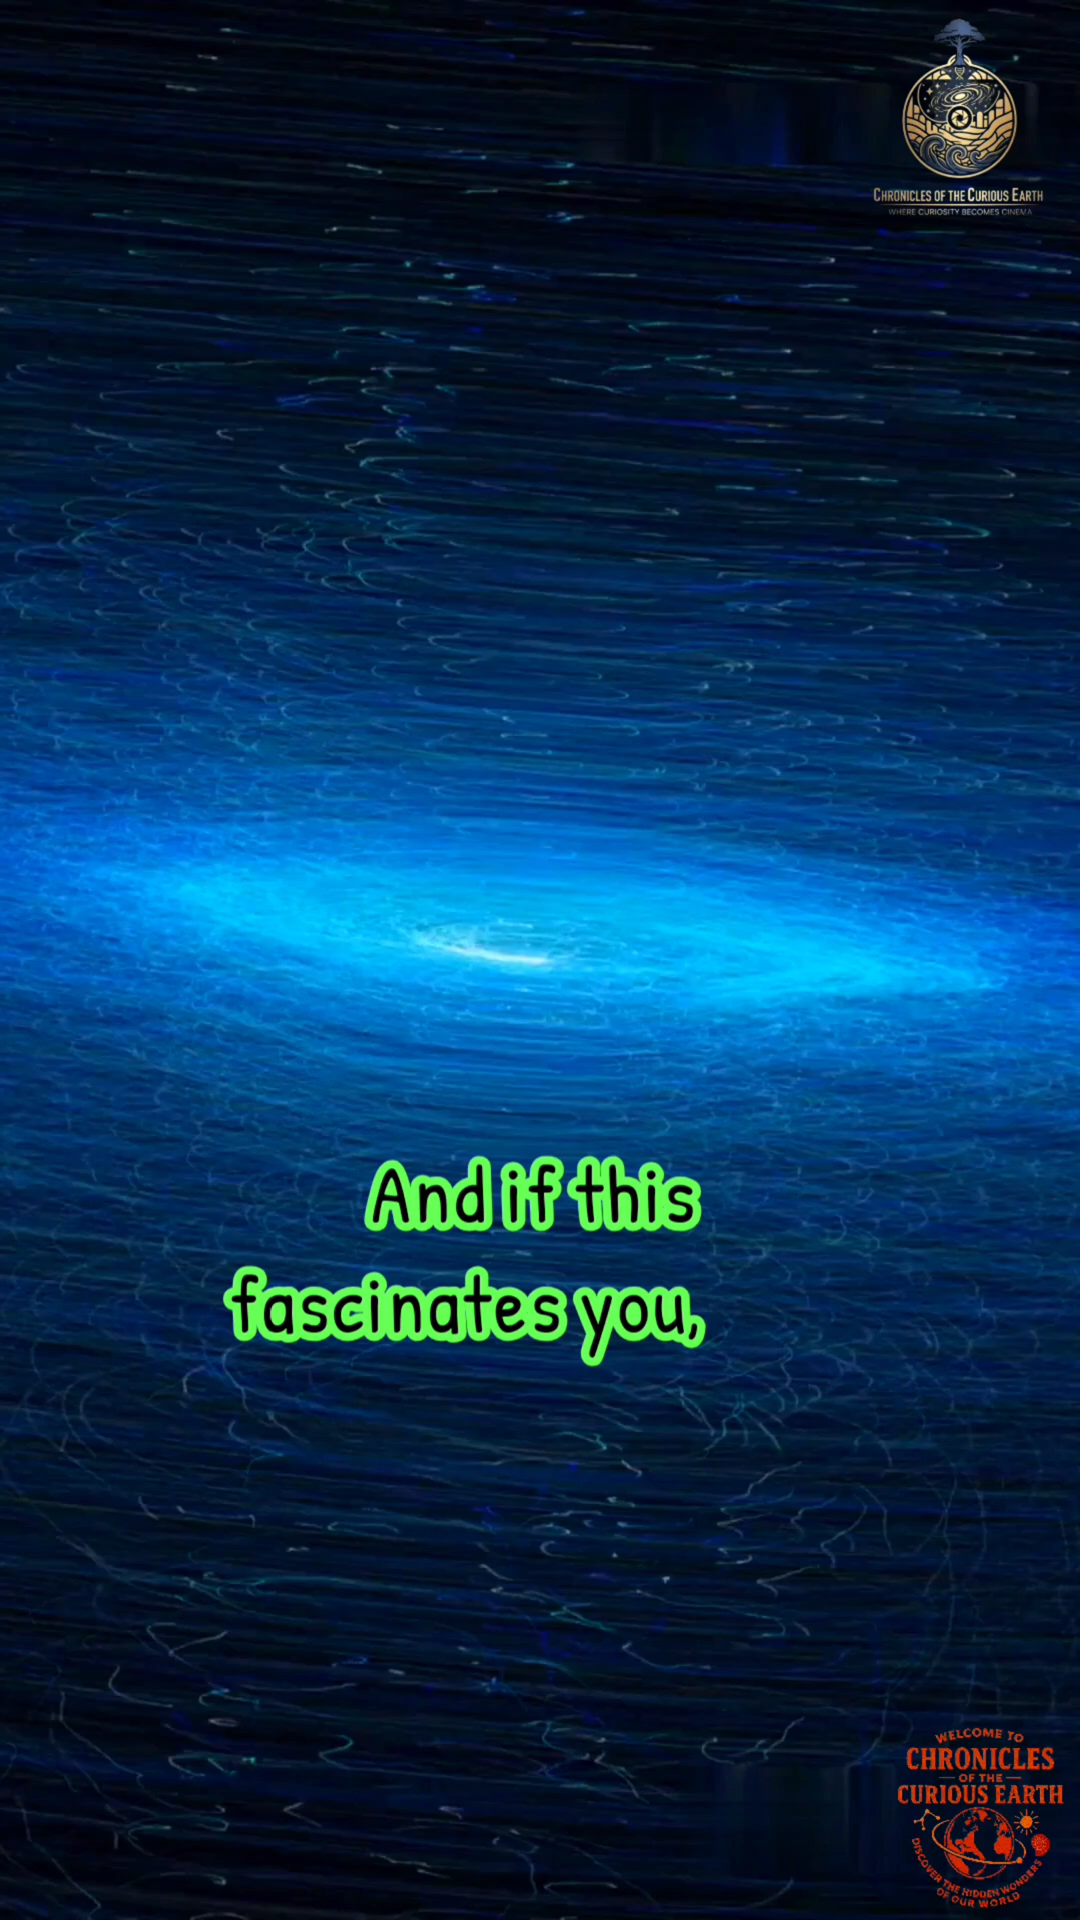 CHRONICLES OF THE CURIOUS EARTH
WHERE CURIOSITY BECOMES CINEMA
And if this
fascinates you,
WELCOME TO
CHRONICLES
OF THE
CURIOUS EARTH
DISCOVER THE HIDDEN WONDERS
OF OUR WORLD